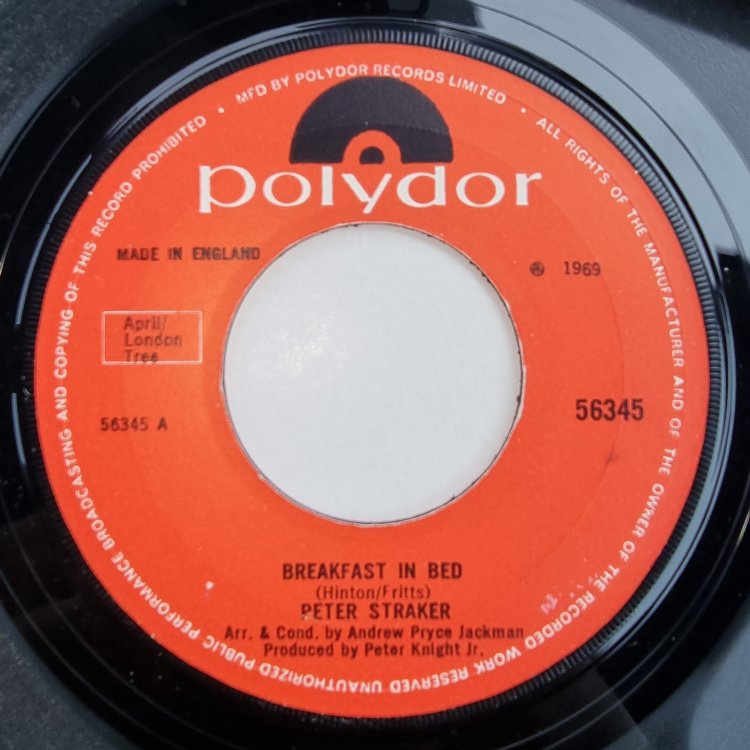 • MFD BY POLYDOR RECORDS LIMITED • ALL RIGHTS OF THE MANUFACTURER AND OF THE OWNER OF THE RECORDED WORK RESERVED UNAUTHORIZED PUBLIC PERFORMANCE BROADCASTING AND COPYING OF THIS RECORD PROHIBITED
polydor
MADE IN ENGLAND
℗ 1969
April/
London
Tree
56345 A
56345
BREAKFAST IN BED
(Hinton/Fritts)
PETER STRAKER
Arr. & Cond. by Andrew Pryce Jackman
Produced by Peter Knight Jr.